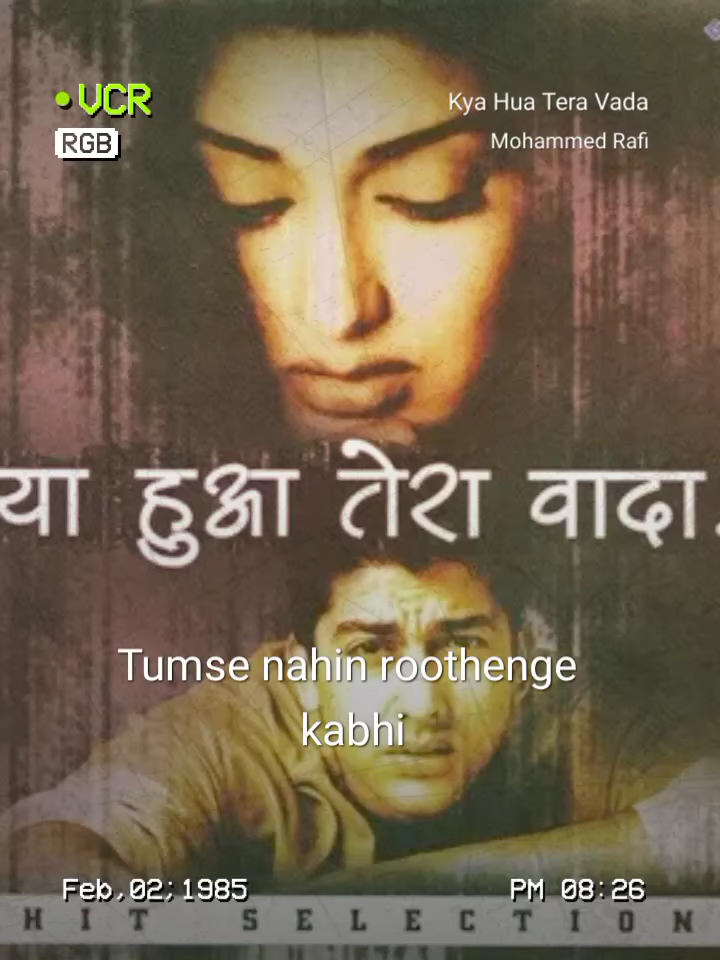 VCR
Kya Hua Tera Vada
RGB
Mohammed Rafi
या हुआ तेरा वादा.
Tumse nahin roothenge
kabhi
Feb,02;1985
PM 08:26
HIT SELECTION